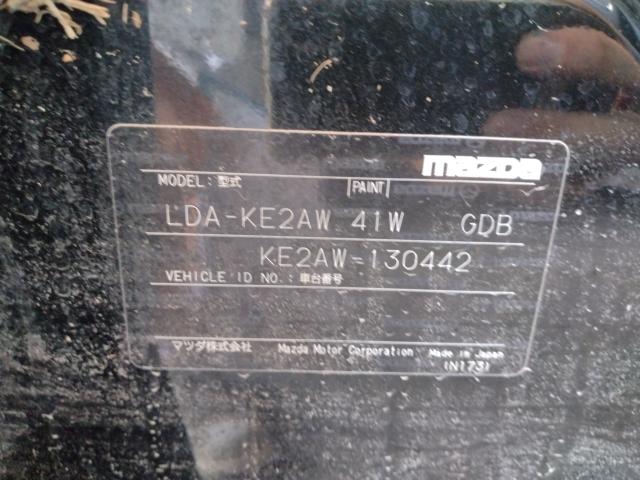 mazda
MODEL: 型式 PAINT
LDA-KE2AW 41W GDB
KE2AW-130442
VEHICLE ID NO.: 車台番号
マツダ株式会社 Mazda Motor Corporation Made in Japan
(N173)